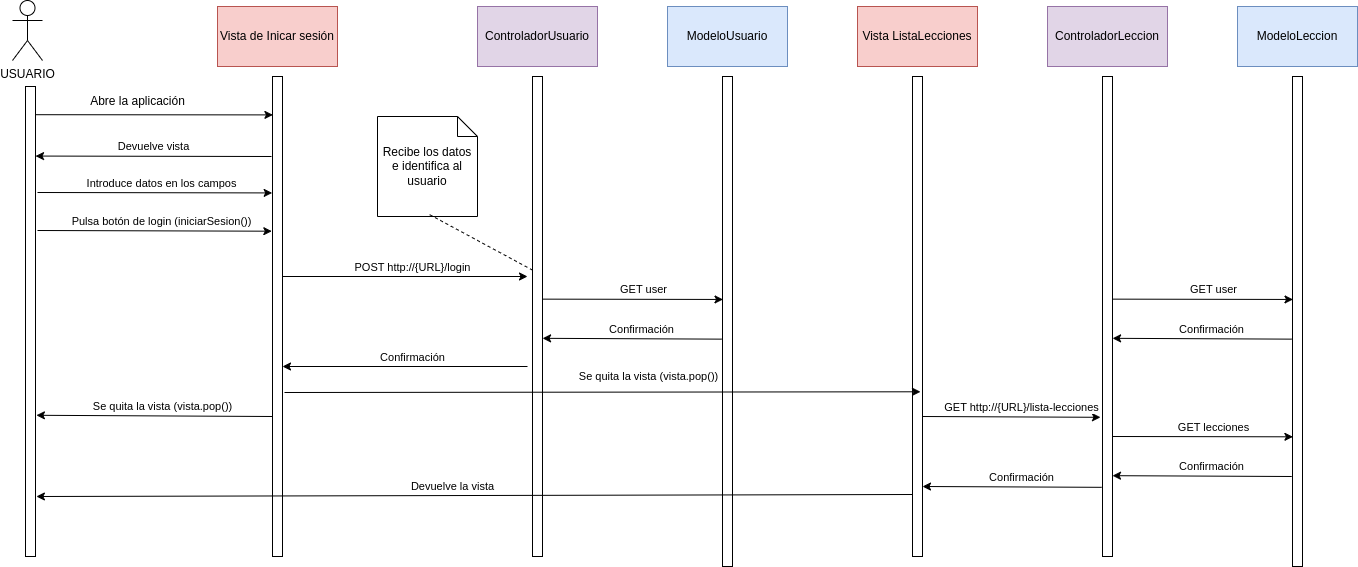 USUARIO
Vista de Inicar sesión
ControladorUsuario
ModeloUsuario
Vista ListaLecciones
ControladorLeccion
ModeloLeccion
Abre la aplicación
Devuelve vista
Recibe los datos
e identifica al
usuario
Introduce datos en los campos
Pulsa botón de login (iniciarSesion())
POST http://{URL}/login
GET user
GET user
Confirmación
Confirmación
Confirmación
Se quita la vista (vista.pop())
Se quita la vista (vista.pop())
GET http://{URL}/lista-lecciones
GET lecciones
Confirmación
Confirmación
Devuelve la vista